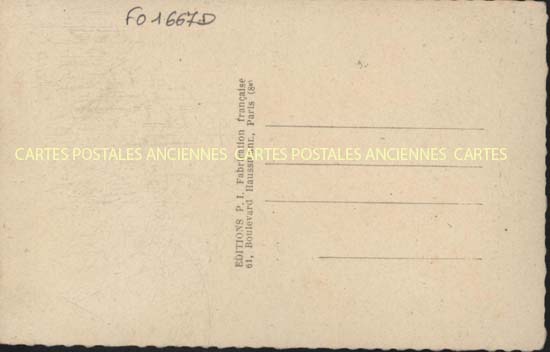 FO1667D
EDITIONS P. I. Fabrication française
61, Boulevard Haussmann, Paris (8e)
CARTES POSTALES ANCIENNES CARTES POSTALES ANCIENNES CARTES